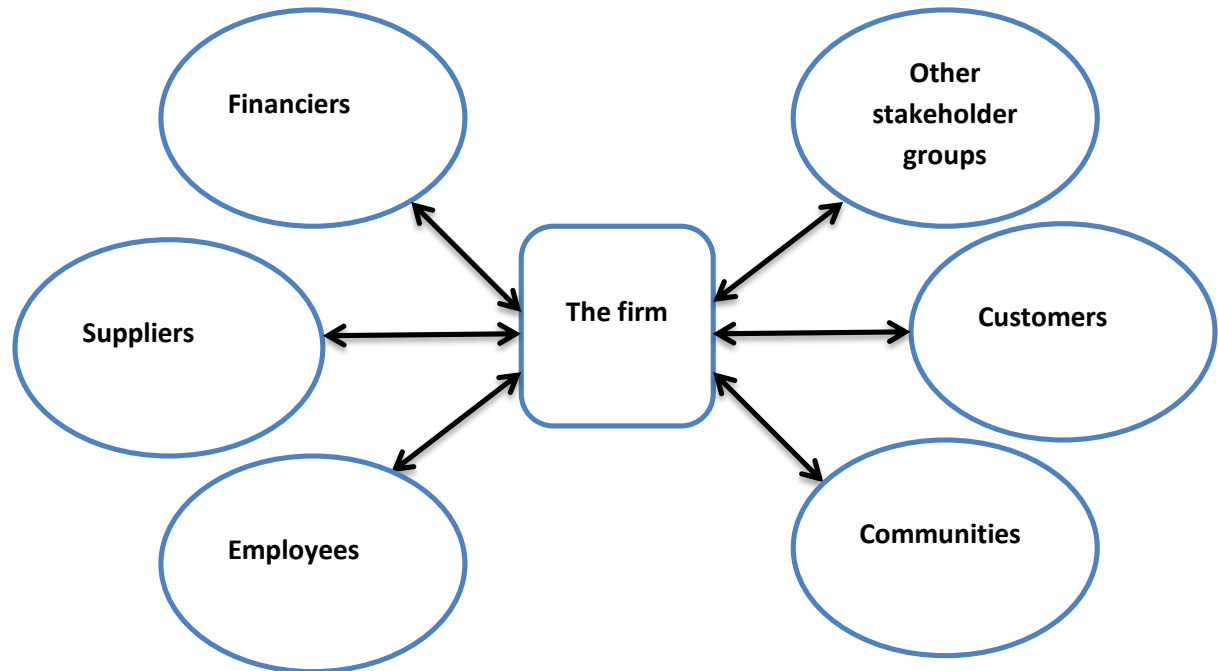 Financiers
Other
stakeholder
groups
Suppliers
The firm
Customers
Employees
Communities